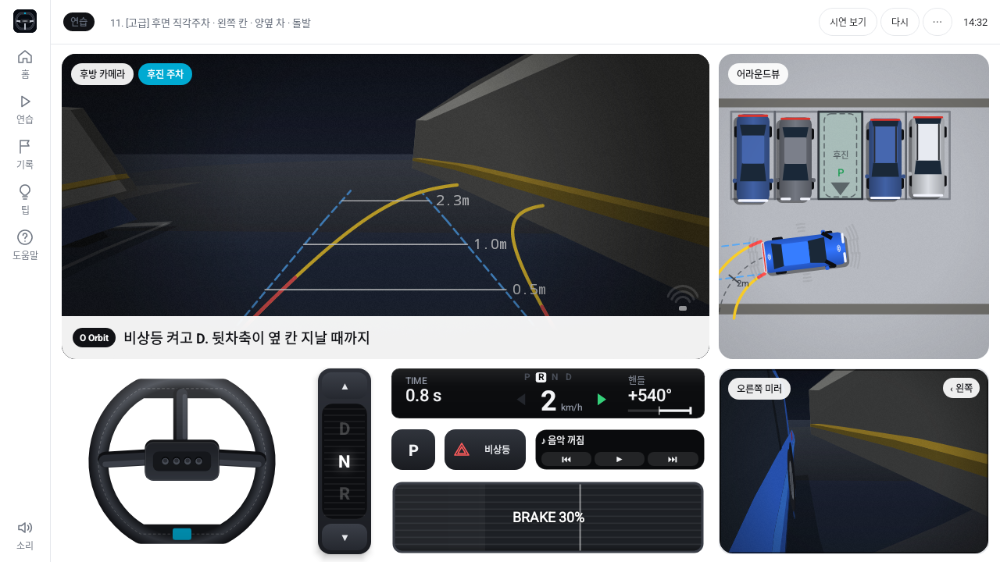 연습
11. [고급] 후면 직각주차 · 왼쪽 칸 · 양옆 차 · 돌발
시연 보기
다시
···
14:32
홈
연습
기록
팁
도움말
소리
후방 카메라
후진 주차
2.3m
1.0m
0.5m
O Orbit
비상등 켜고 D. 뒷차축이 옆 칸 지날 때까지
어라운드뷰
후진
P
2m
D
N
R
TIME
0.8 s
P R N D
2 km/h
핸들
+540°
P
비상등
♪ 음악 꺼짐
BRAKE 30%
오른쪽 미러
‹ 왼쪽